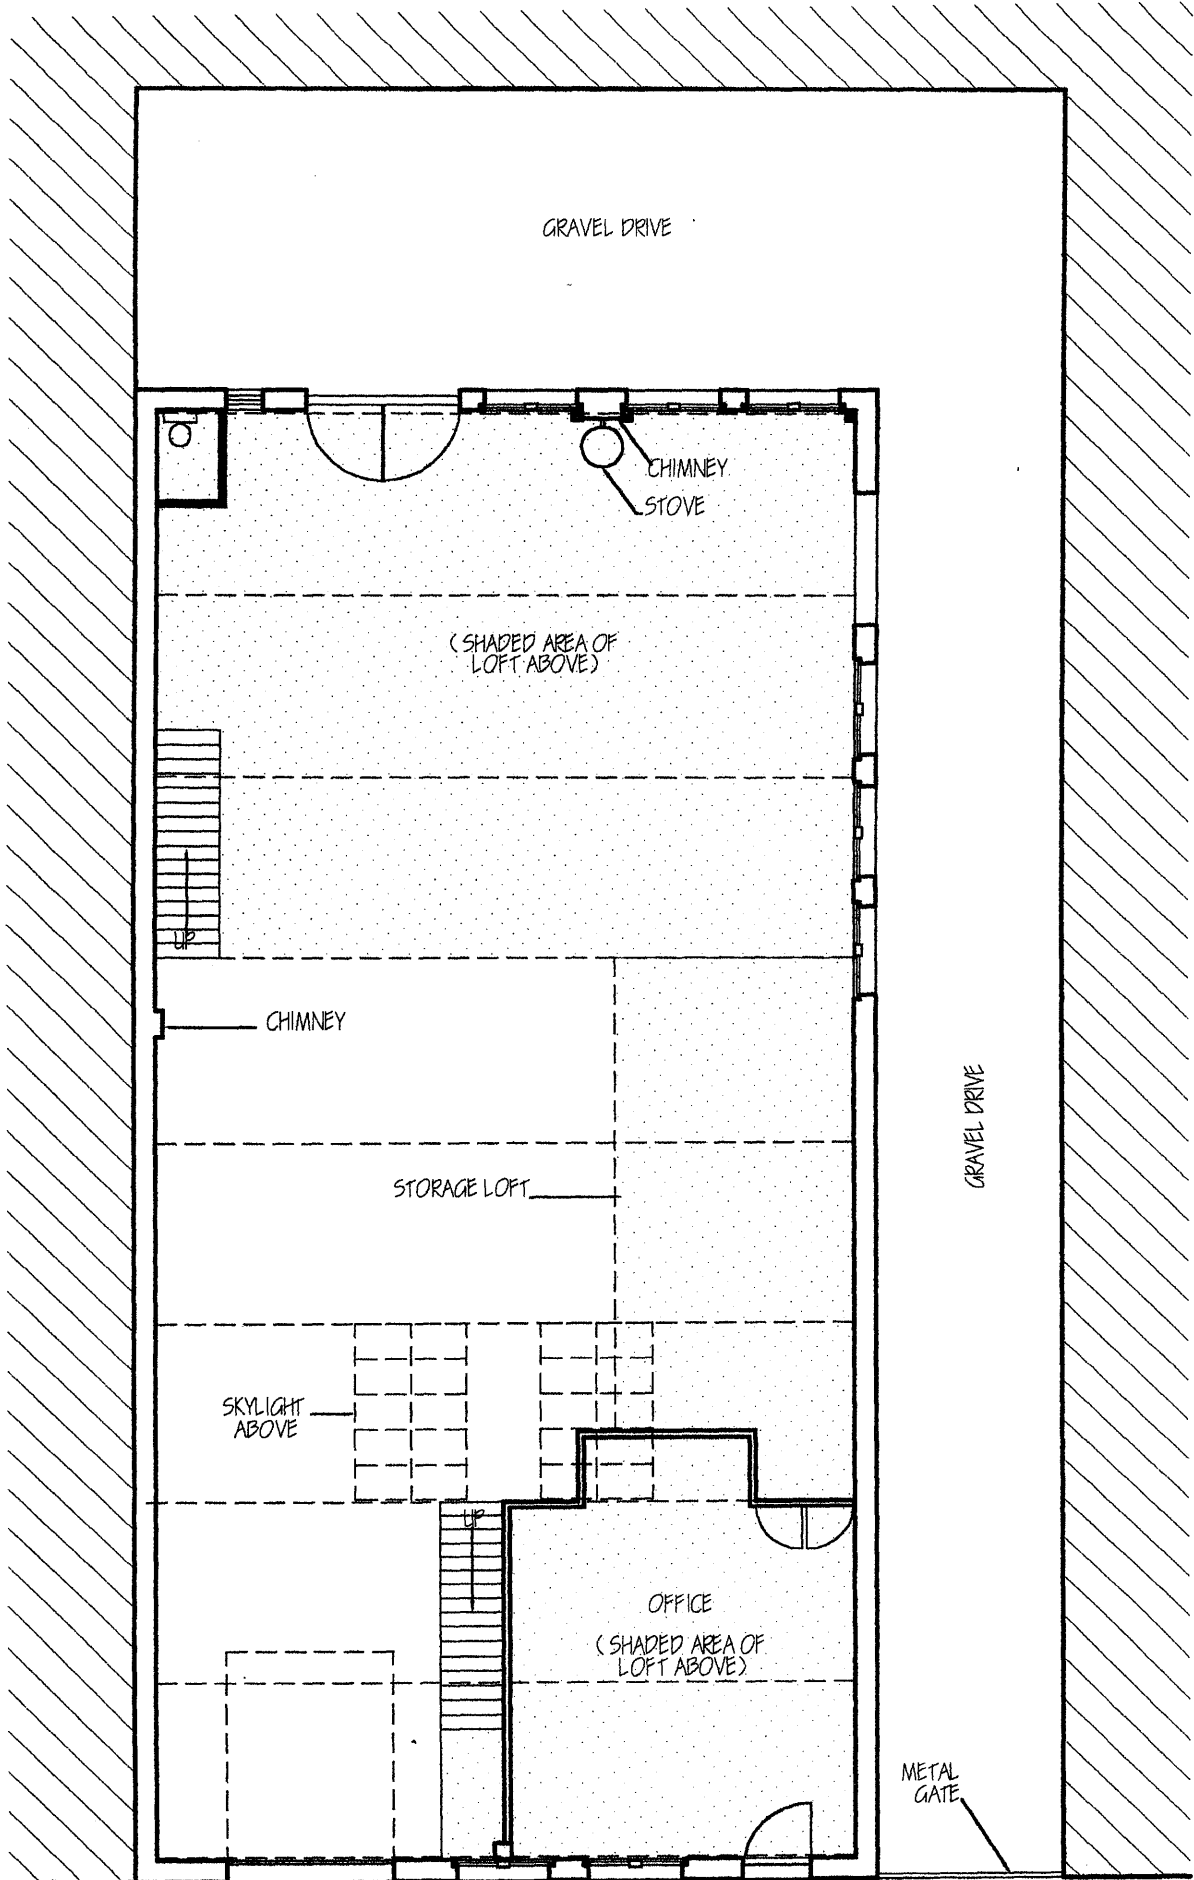 GRAVEL DRIVE
CHIMNEY
STOVE
(SHADED AREA OF
LOFT ABOVE)
UP
CHIMNEY
GRAVEL DRIVE
STORAGE LOFT
SKYLIGHT
ABOVE
UP
OFFICE
(SHADED AREA OF
LOFT ABOVE)
METAL
GATE